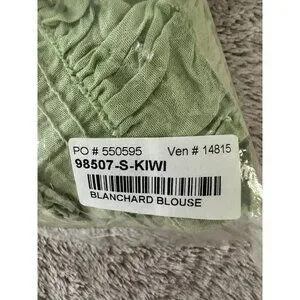 PO # 550595 Ven # 14815
98507-S-KIWI
BLANCHARD BLOUSE